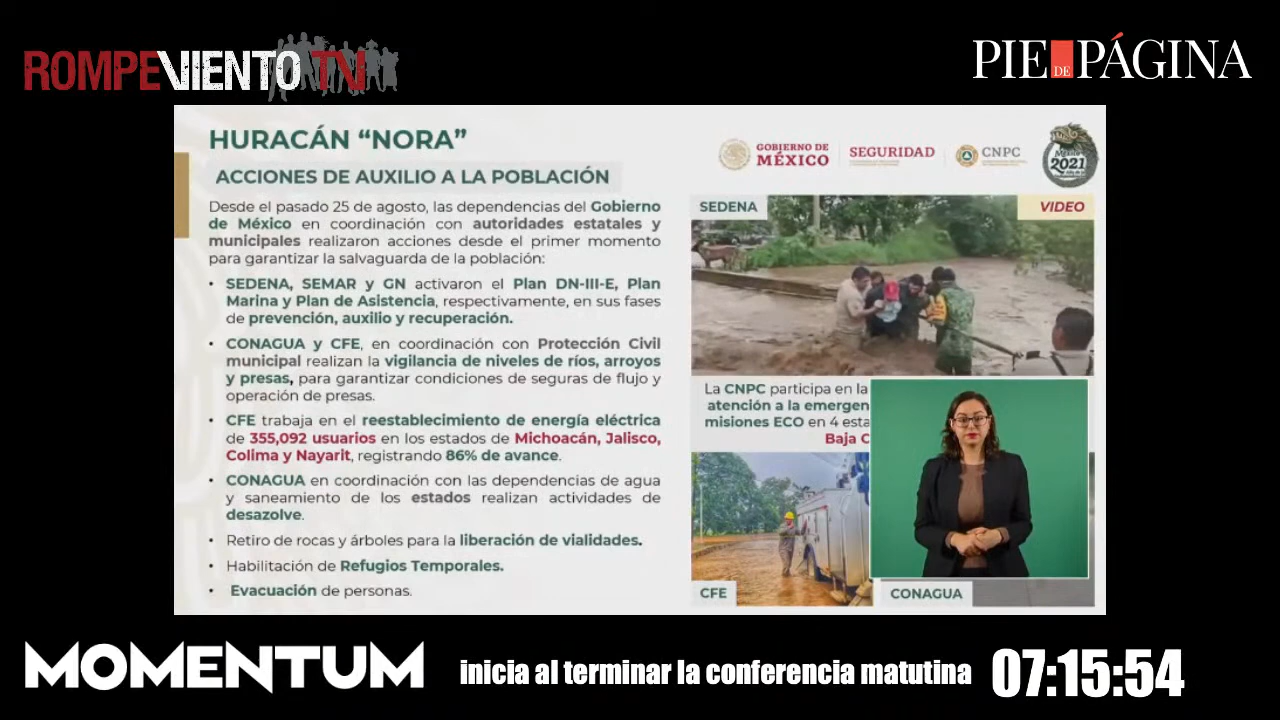 ROMPEVIENTO TV
PIE DE PÁGINA
HURACÁN “NORA”
GOBIERNO DE
MÉXICO
SEGURIDAD
CNPC
México
2021
ACCIONES DE AUXILIO A LA POBLACIÓN
Desde el pasado 25 de agosto, las dependencias del Gobierno
de México en coordinación con autoridades estatales y
municipales realizaron acciones desde el primer momento
para garantizar la salvaguarda de la población:
• SEDENA, SEMAR y GN activaron el Plan DN-III-E, Plan
Marina y Plan de Asistencia, respectivamente, en sus fases
de prevención, auxilio y recuperación.
• CONAGUA y CFE, en coordinación con Protección Civil
municipal realizan la vigilancia de niveles de ríos, arroyos
y presas, para garantizar condiciones de seguras de flujo y
operación de presas.
• CFE trabaja en el reestablecimiento de energía eléctrica
de 355,092 usuarios en los estados de Michoacán, Jalisco,
Colima y Nayarit, registrando 86% de avance.
• CONAGUA en coordinación con las dependencias de agua
y saneamiento de los estados realizan actividades de
desazolve.
• Retiro de rocas y árboles para la liberación de vialidades.
• Habilitación de Refugios Temporales.
• Evacuación de personas.
SEDENA
VIDEO
La CNPC participa en la
atención a la emergen
misiones ECO en 4 esta
Baja C
CFE
CONAGUA
MOMENTUM
inicia al terminar la conferencia matutina
07:15:54